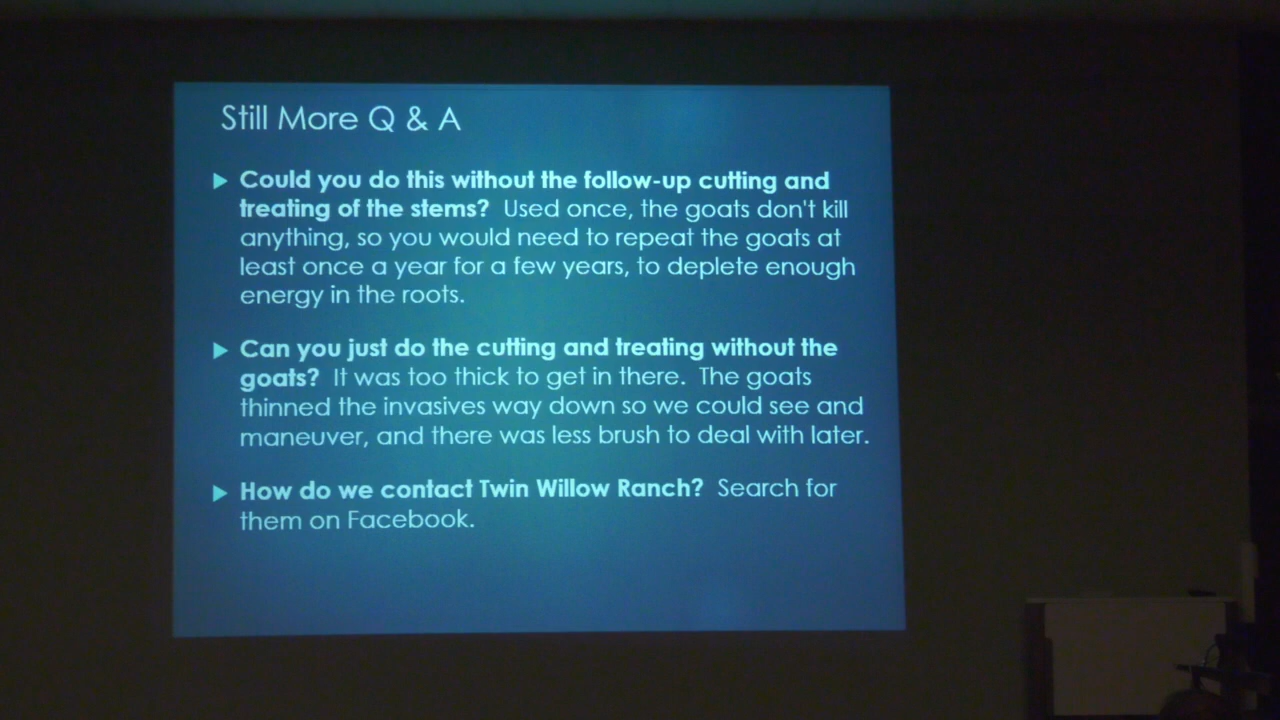 Still More Q & A
Could you do this without the follow-up cutting and
treating of the stems? Used once, the goats don't kill
anything, so you would need to repeat the goats at
least once a year for a few years, to deplete enough
energy in the roots.
Can you just do the cutting and treating without the
goats? It was too thick to get in there. The goats
thinned the invasives way down so we could see and
maneuver, and there was less brush to deal with later.
How do we contact Twin Willow Ranch? Search for
them on Facebook.